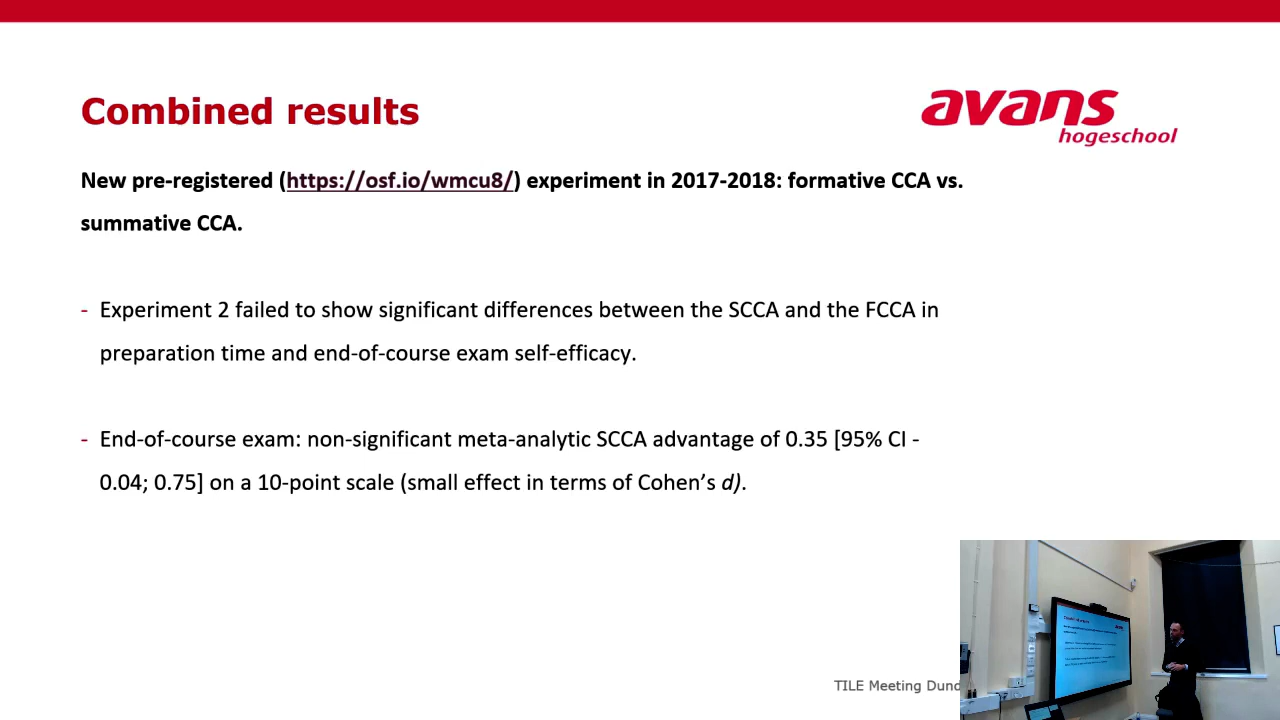 Combined results
avans
hogeschool
New pre-registered (https://osf.io/wmcu8/) experiment in 2017-2018: formative CCA vs.
summative CCA.
- Experiment 2 failed to show significant differences between the SCCA and the FCCA in
preparation time and end-of-course exam self-efficacy.
- End-of-course exam: non-significant meta-analytic SCCA advantage of 0.35 [95% CI -
0.04; 0.75] on a 10-point scale (small effect in terms of Cohen's d).
TILE Meeting